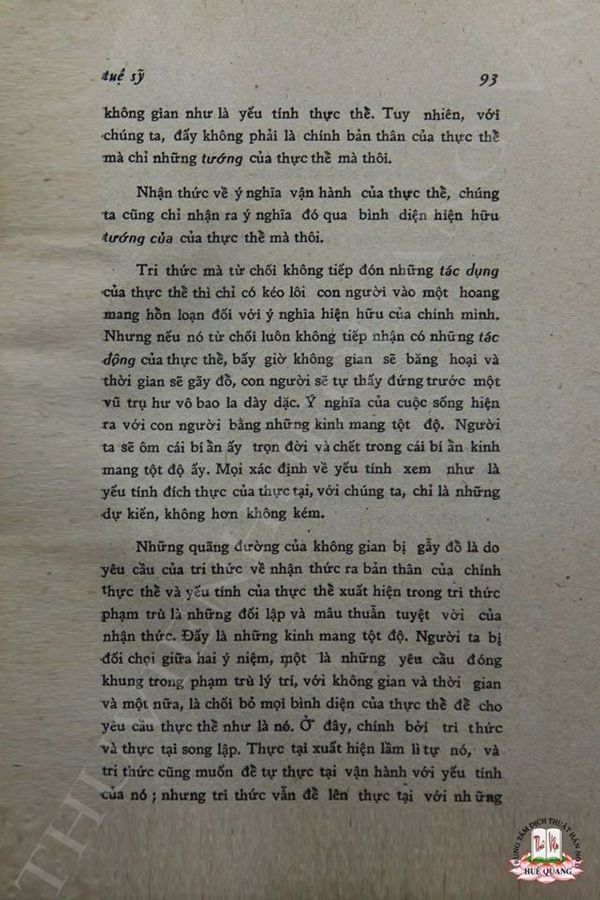 tuệ sỹ 93
không gian như là yếu tính thực thể. Tuy nhiên, với
chúng ta, đấy không phải là chính bản thân của thực thể
mà chỉ những tướng của thực thể mà thôi.
Nhận thức về ý nghĩa vận hành của thực thể, chúng
ta cũng chỉ nhận ra ý nghĩa đó qua bình diện hiện hữu
tướng của của thực thể mà thôi.
Tri thức mà từ chối không tiếp đón những tác dụng
của thực thể thì chỉ có kéo lôi con người vào một hoang
mang hỗn loạn đối với ý nghĩa hiện hữu của chính mình.
Nhưng nếu nó từ chối luôn không tiếp nhận có những tác
động của thực thể, bấy giờ không gian sẽ băng hoại và
thời gian sẽ gãy đổ, con người sẽ tự thấy đứng trước một
vũ trụ hư vô bao la dày dặc. Ý nghĩa của cuộc sống hiện
ra với con người bằng những kinh mang tột độ. Người
ta sẽ ôm cái bí ẩn ấy trọn đời và chết trong cái bí ẩn kinh
mang tột độ ấy. Mọi xác định về yếu tính xem như là
yếu tính đích thực của thực tại, với chúng ta, chỉ là những
dự kiến, không hơn không kém.
Những quãng đường của không gian bị gẫy đổ là do
yêu cầu của tri thức về nhận thức ra bản thân của chính
thực thể và yếu tính của thực thể xuất hiện trong tri thức
phạm trù là những đối lập và mâu thuẫn tuyệt vời của
nhận thức. Đấy là những kinh mang tột độ. Người ta bị
đối chọi giữa hai ý niệm, một là những yêu cầu đóng
khung trong phạm trù lý trí, với không gian và thời gian
và một nữa, là chối bỏ mọi bình diện của thực thể để cho
yêu cầu thực thể như là nó. Ở đây, chính bởi tri thức
và thực tại song lập. Thực tại xuất hiện lầm lì tự nó, và
tri thức cũng muốn để tự thực tại vận hành với yếu tính
của nó ; nhưng tri thức vẫn đề lên thực tại với những
TRUNG TÂM DỊCH THUẬT HÁN NÔM
HUỆ QUANG